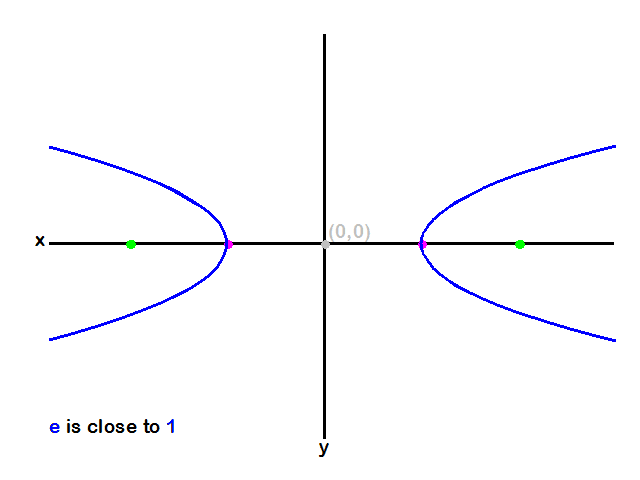 (0,0)
x
e is close to 1
y